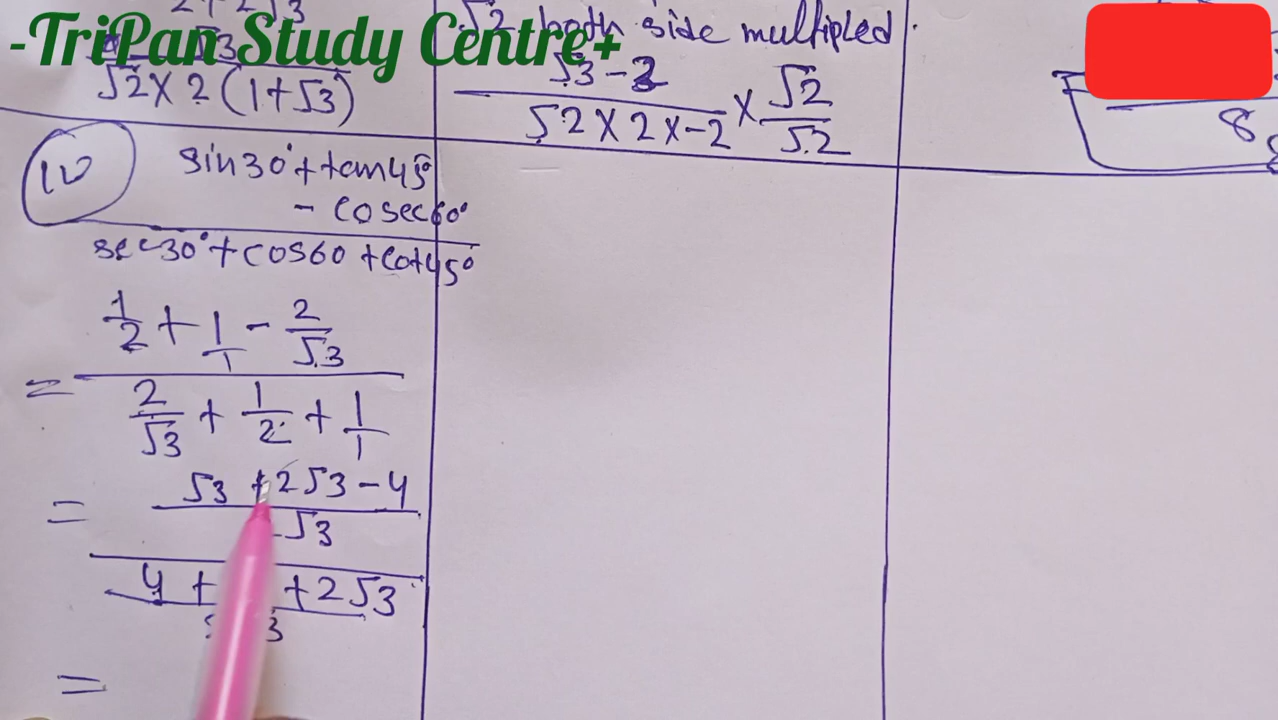 -TriPan Study Centre+
√2 both side multipled.
√2 × 2 (1+√3)
√3 - 2
√2 × 2 × -2 × √2/√2
8
iv
sin30° + tan45°
- cosec60°
sec30° + cos60 + cot45°
1/2 + 1/1 - 2/√3
=
2/√3 + 1/2 + 1/1
√3 + 2√3 - 4
=
√3
4 + + 2√3
3
=